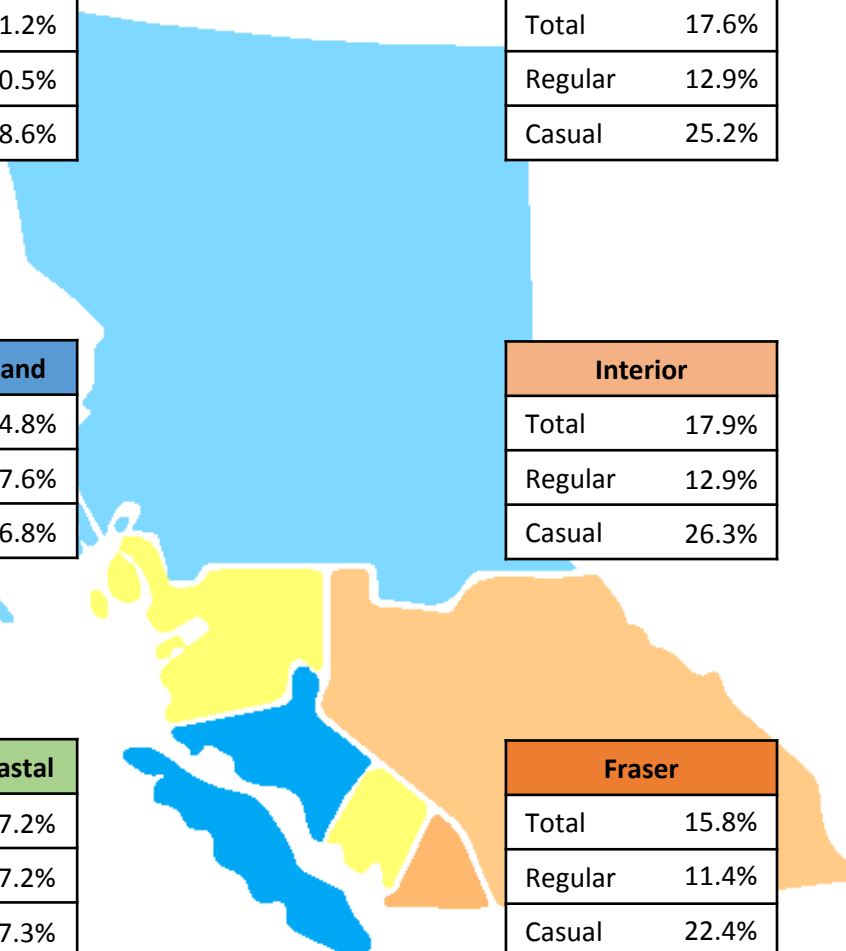 1.2%
0.5%
8.6%
Total 17.6%
Regular 12.9%
Casual 25.2%
and
4.8%
7.6%
6.8%
Interior
Total 17.9%
Regular 12.9%
Casual 26.3%
astal
7.2%
7.2%
7.3%
Fraser
Total 15.8%
Regular 11.4%
Casual 22.4%